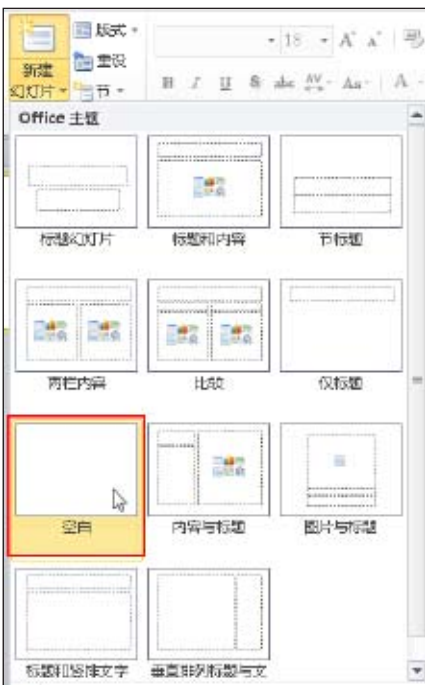 版式
18 A A
新建 重设
幻灯片 节 B I U S abc AV Aa A
Office 主题
标题幻灯片 标题和内容 节标题
两栏内容 比较 仅标题
空白 内容与标题 图片与标题
标题和竖排文字 垂直排列标题与文